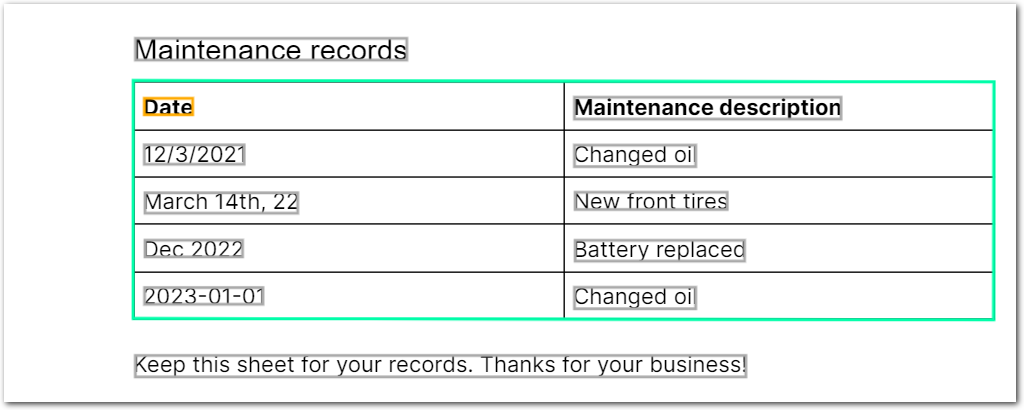 Maintenance records
Date Maintenance description
12/3/2021 Changed oil
March 14th, 22 New front tires
Dec 2022 Battery replaced
2023-01-01 Changed oil
Keep this sheet for your records. Thanks for your business!